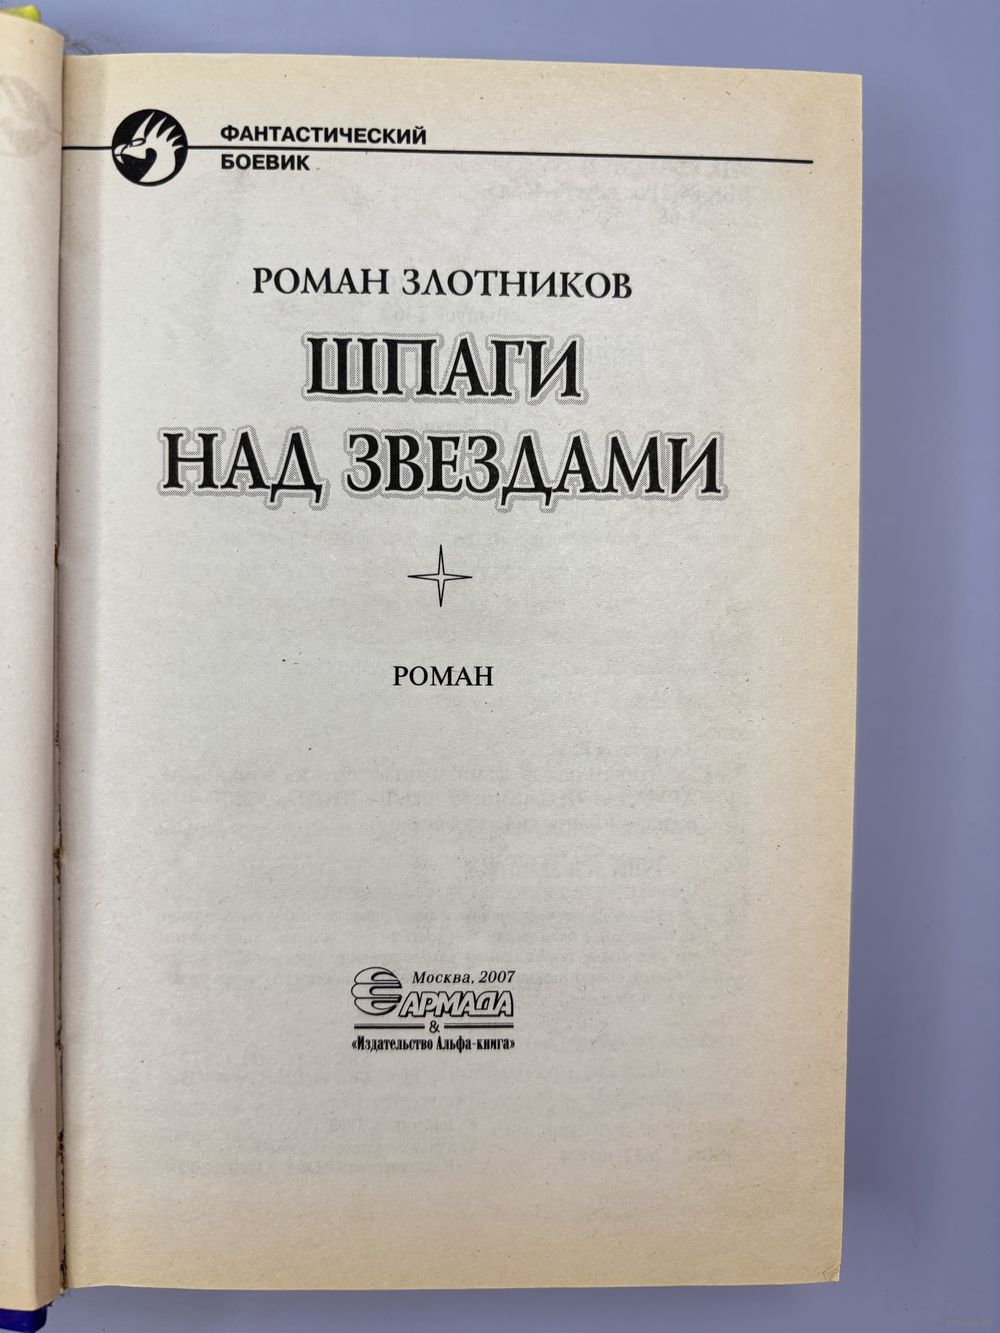 ФАНТАСТИЧЕСКИЙ
БОЕВИК
РОМАН ЗЛОТНИКОВ
ШПАГИ
НАД ЗВЕЗДАМИ
РОМАН
Москва, 2007
АРМАДА
&
«Издательство Альфа-книга»